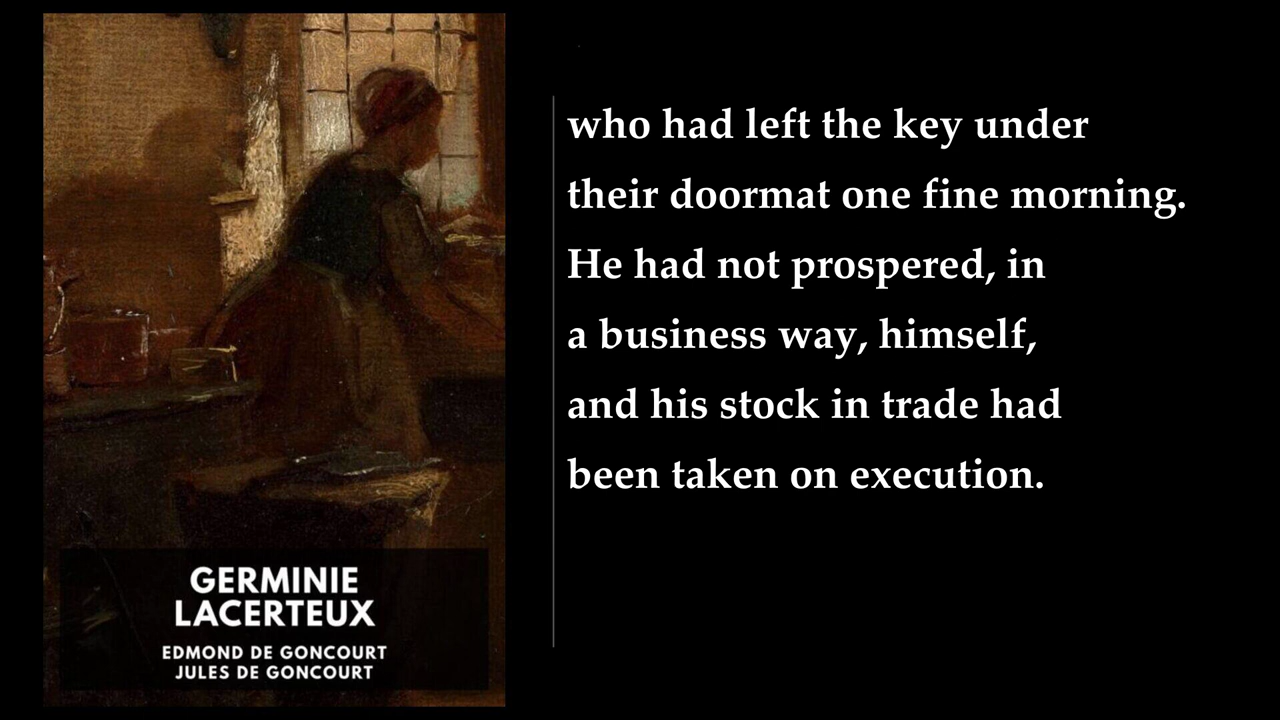 who had left the key under
their doormat one fine morning.
He had not prospered, in
a business way, himself,
and his stock in trade had
been taken on execution.
GERMINIE
LACERTEUX
EDMOND DE GONCOURT
JULES DE GONCOURT